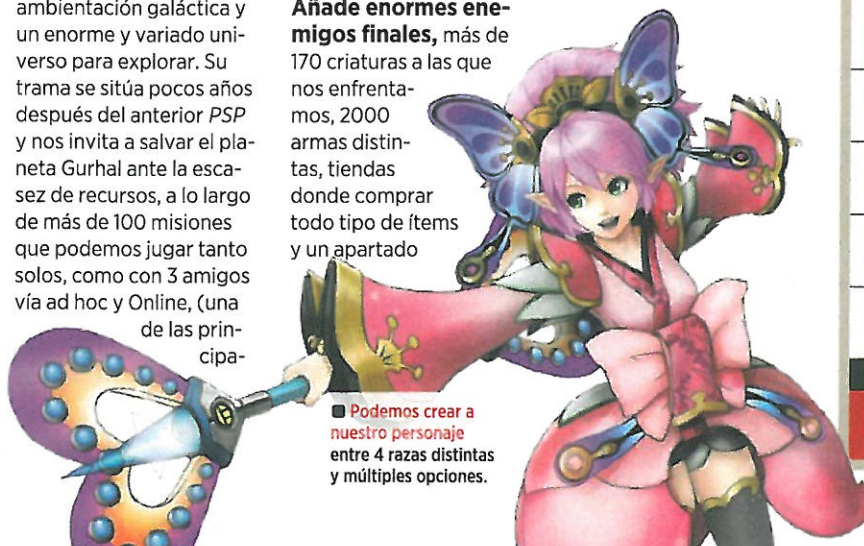 ambientación galáctica y
un enorme y variado uni-
verso para explorar. Su
trama se sitúa pocos años
después del anterior PSP
y nos invita a salvar el pla-
neta Gurhal ante la esca-
sez de recursos, a lo largo
de más de 100 misiones
que podemos jugar tanto
solos, como con 3 amigos
vía ad hoc y Online, (una
de las prin-
cipa-
Añade enormes ene-
migos finales, más de
170 criaturas a las que
nos enfrenta-
mos, 2000
armas distin-
tas, tiendas
donde comprar
todo tipo de ítems
y un apartado
Podemos crear a
nuestro personaje
entre 4 razas distintas
y múltiples opciones.